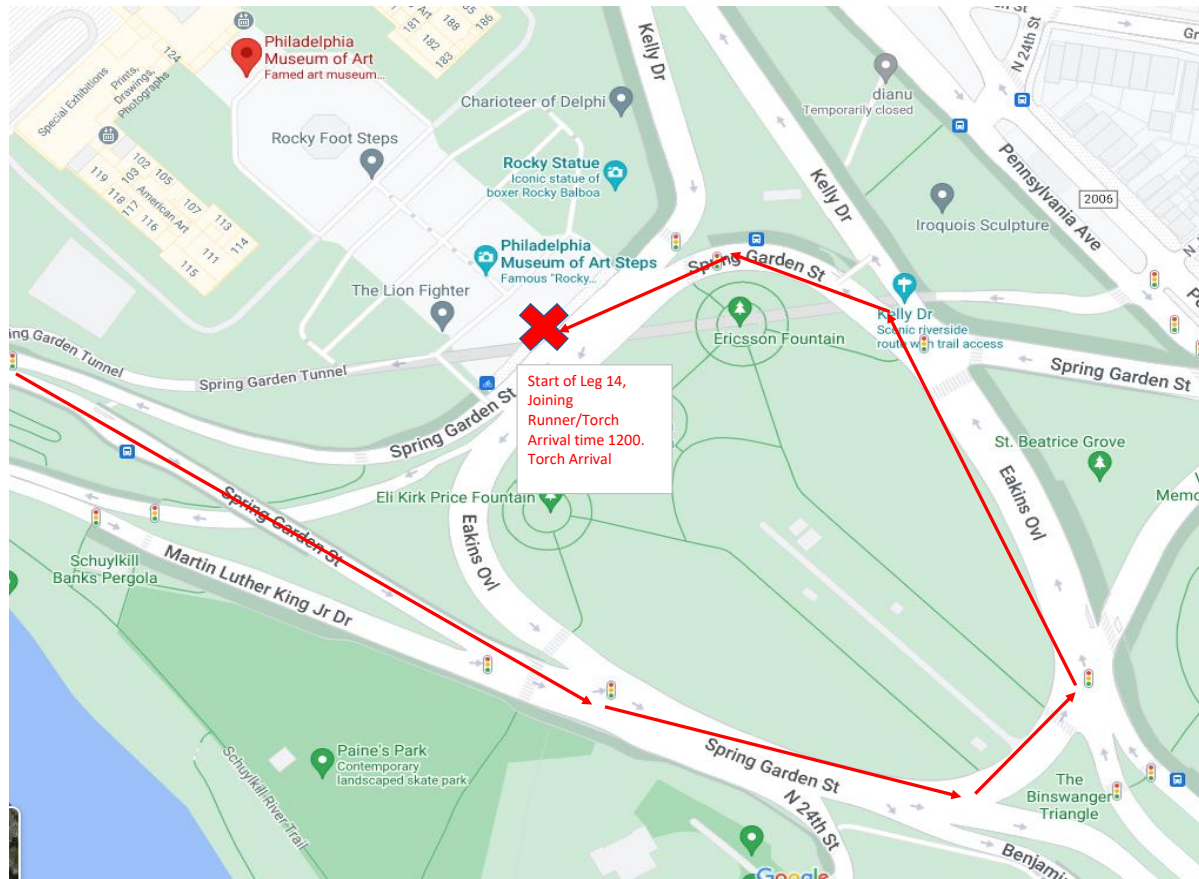 Philadelphia
Museum of Art
Famed art museum...
124
Special Exhibitions
Prints,
Drawings,
Photographs
Art
181
182
183
188
186
102
103
105
107
119
118
117
116
American Art
113
114
111
115
Kelly Dr
Charioteer of Delphi
Rocky Foot Steps
Rocky Statue
Iconic statue of
boxer Rocky Balboa
dianu
Temporarily closed
N 24th St
Pennsylvania Ave
2006
Kelly Dr
Iroquois Sculpture
Philadelphia
Museum of Art Steps
Famous "Rocky...
The Lion Fighter
Spring Garden St
Ericsson Fountain
Kelly Dr
Scenic riverside
route with trail access
Spring Garden St
ing Garden Tunnel
Spring Garden Tunnel
Spring Garden St
Start of Leg 14,
Joining
Runner/Torch
Arrival time 1200.
Torch Arrival
St. Beatrice Grove
Memo
Eli Kirk Price Fountain
Eakins Ovl
Eakins Ovl
Spring Garden St
Martin Luther King Jr Dr
Schuylkill
Banks Pergola
Paine's Park
Contemporary
landscaped skate park
Schuylkill River Trail
Spring Garden St
N 24th St
The
Binswanger
Triangle
Benjamin
Google